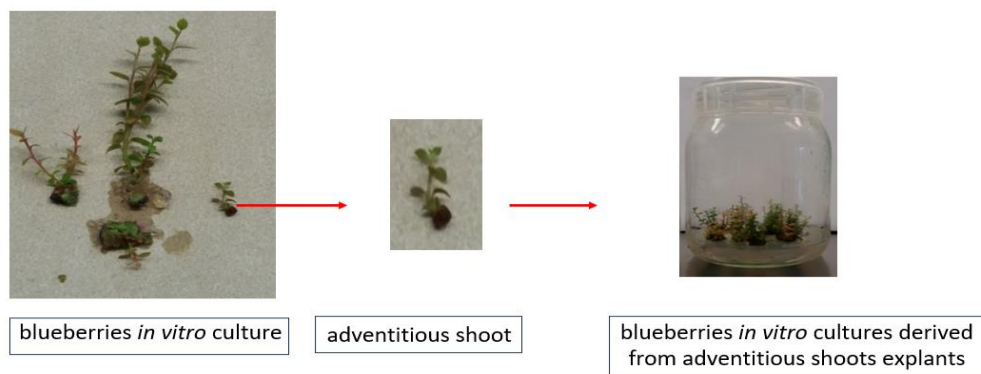 blueberries in vitro culture
adventitious shoot
blueberries in vitro cultures derived
from adventitious shoots explants